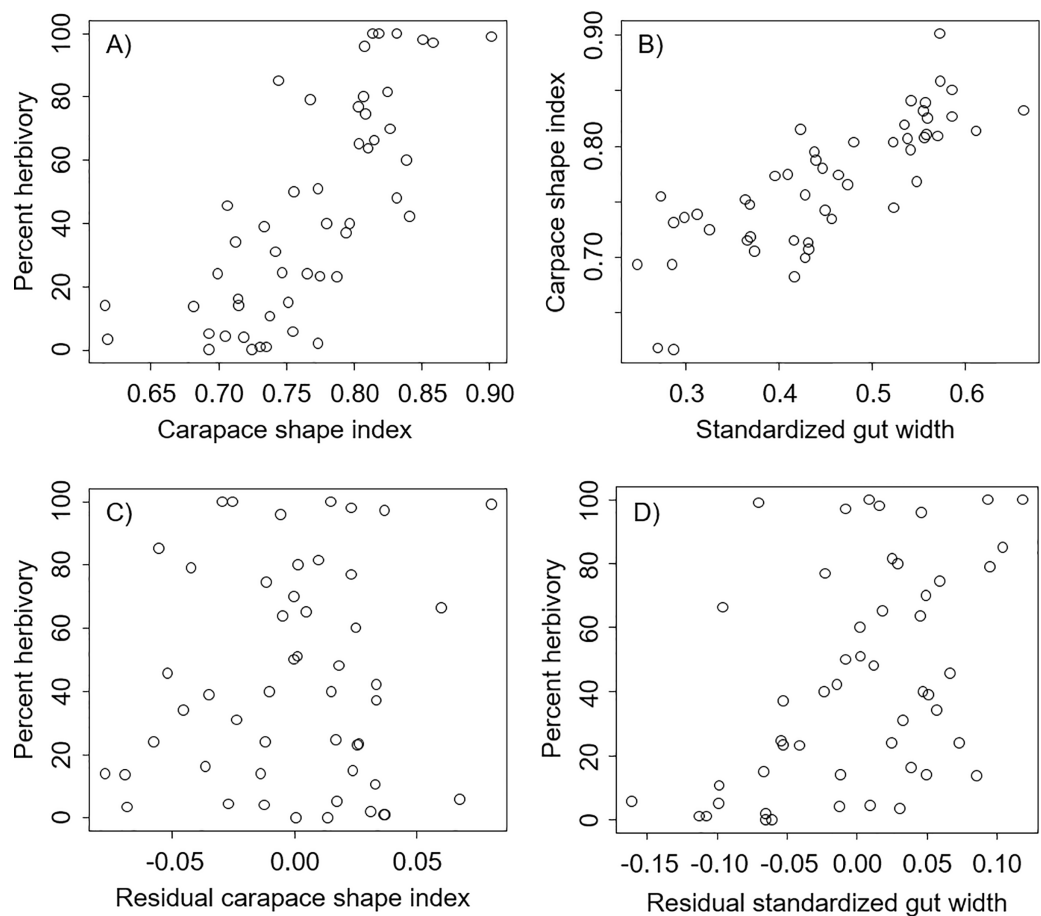 A)
Percent herbivory
0 20 40 60 80 100
0.65 0.70 0.75 0.80 0.85 0.90
Carapace shape index
B)
Carpace shape index
0.70 0.80 0.90
0.3 0.4 0.5 0.6
Standardized gut width
C)
Percent herbivory
0 20 40 60 80 100
-0.05 0.00 0.05
Residual carapace shape index
D)
Percent herbivory
0 20 40 60 80 100
-0.15 -0.10 -0.05 0.00 0.05 0.10
Residual standardized gut width